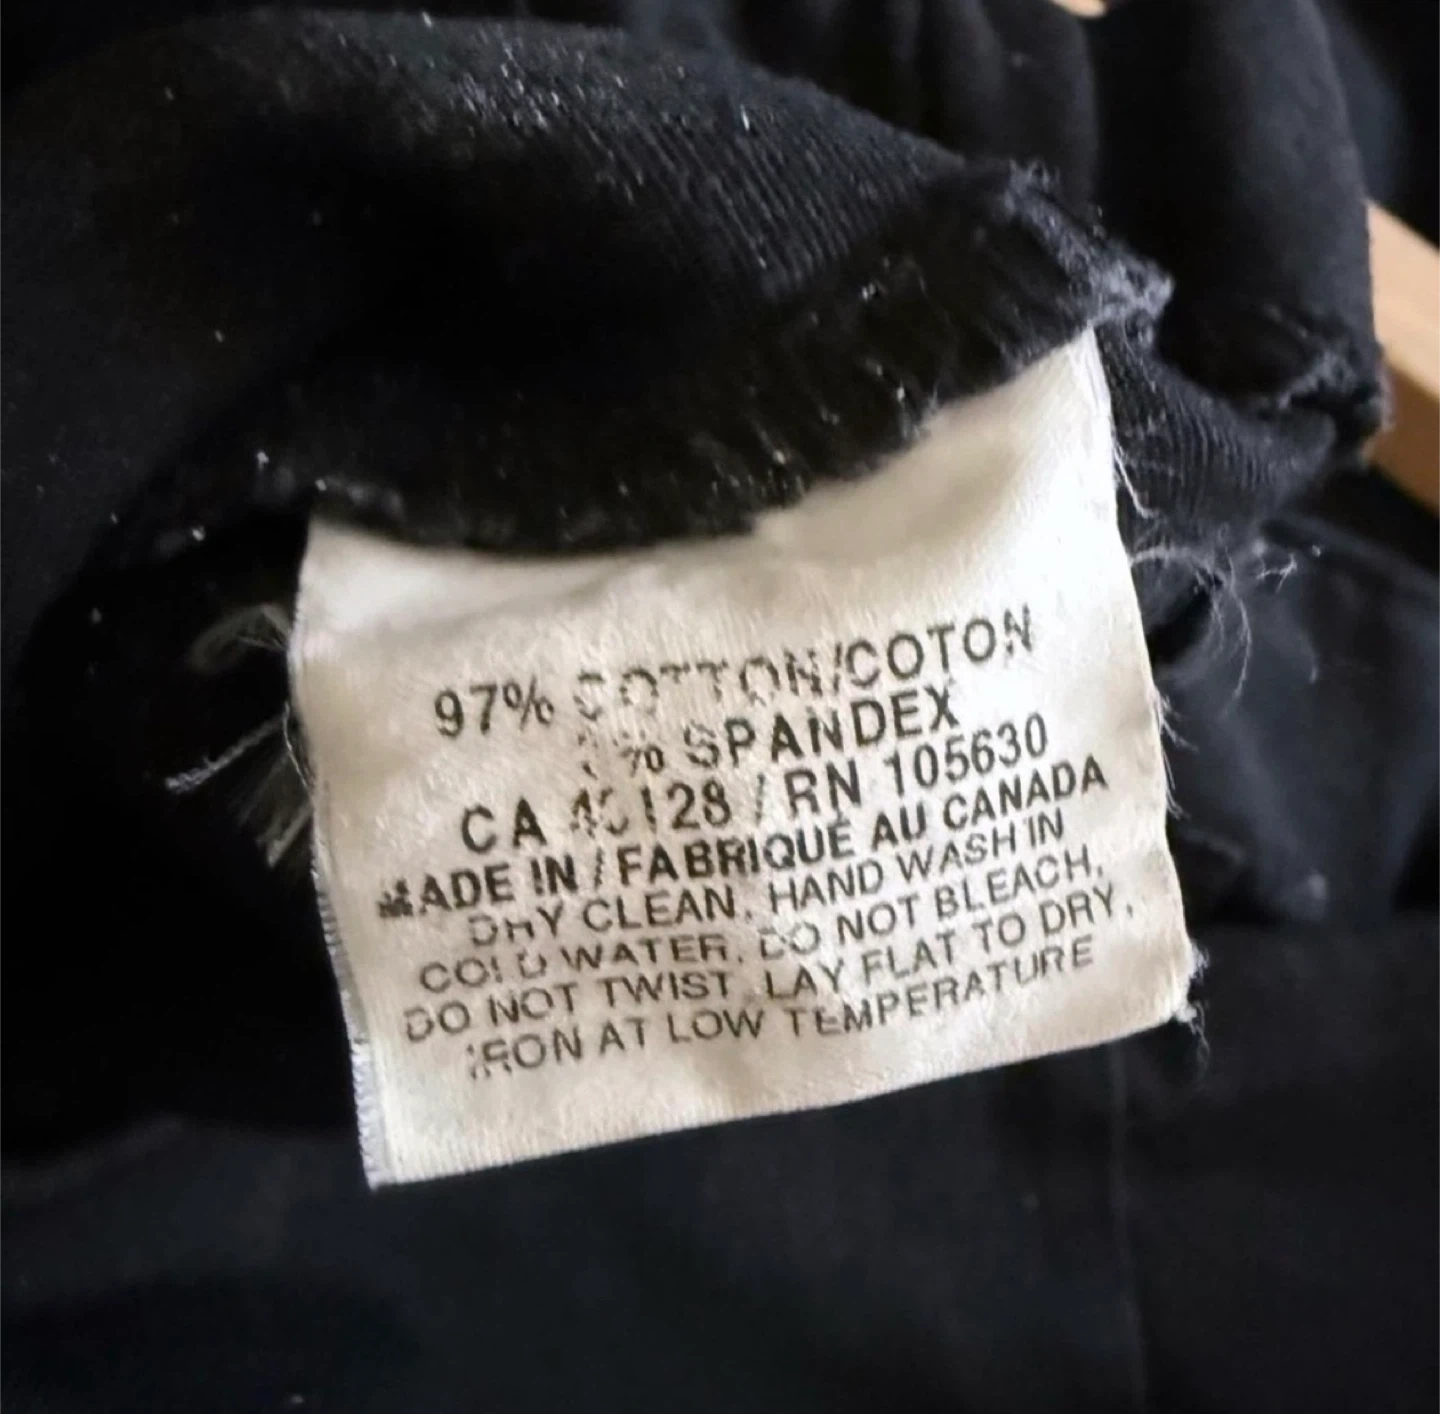 97% COTTON/COTON
% SPANDEX
CA / RN 105630
MADE IN / FABRIQUÉ AU CANADA
DRY CLEAN. HAND WASH IN
COLD WATER. DO NOT BLEACH.
DO NOT TWIST LAY FLAT TO DRY.
IRON AT LOW TEMPERATURE